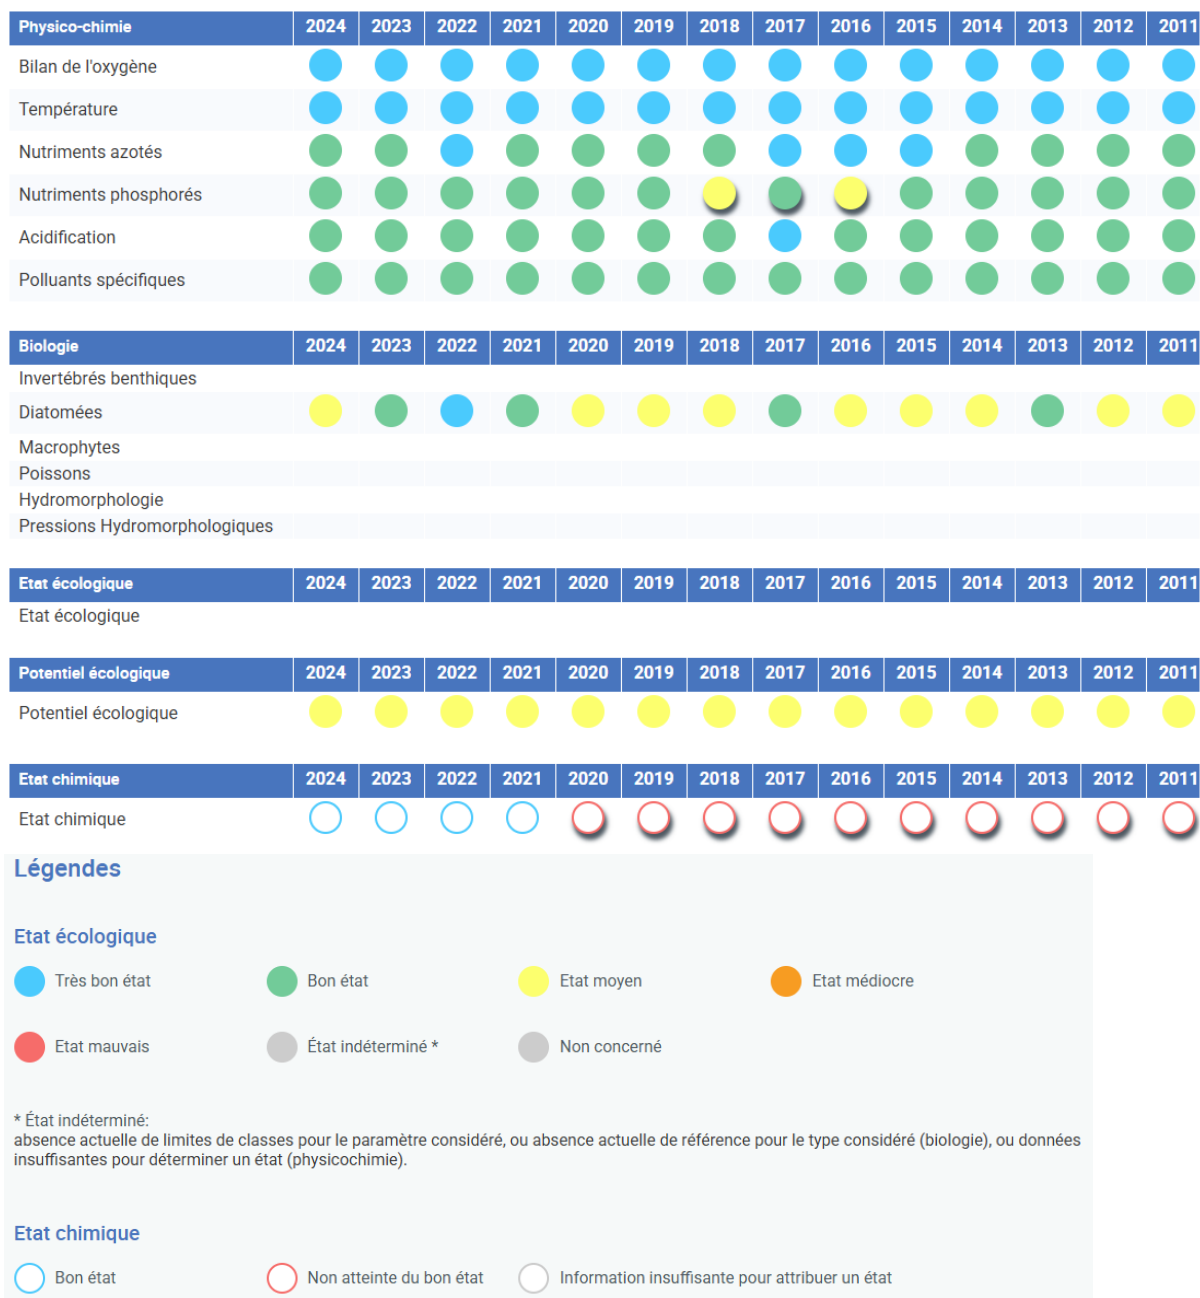 Physico-chimie 2024 2023 2022 2021 2020 2019 2018 2017 2016 2015 2014 2013 2012 2011
Bilan de l'oxygène
Température
Nutriments azotés
Nutriments phosphorés
Acidification
Polluants spécifiques
Biologie 2024 2023 2022 2021 2020 2019 2018 2017 2016 2015 2014 2013 2012 2011
Invertébrés benthiques
Diatomées
Macrophytes
Poissons
Hydromorphologie
Pressions Hydromorphologiques
Etat écologique 2024 2023 2022 2021 2020 2019 2018 2017 2016 2015 2014 2013 2012 2011
Etat écologique
Potentiel écologique 2024 2023 2022 2021 2020 2019 2018 2017 2016 2015 2014 2013 2012 2011
Potentiel écologique
Etat chimique 2024 2023 2022 2021 2020 2019 2018 2017 2016 2015 2014 2013 2012 2011
Etat chimique
Légendes
Etat écologique
Très bon état Bon état Etat moyen Etat médiocre
Etat mauvais État indéterminé * Non concerné
* État indéterminé:
absence actuelle de limites de classes pour le paramètre considéré, ou absence actuelle de référence pour le type considéré (biologie), ou données
insuffisantes pour déterminer un état (physicochimie).
Etat chimique
Bon état Non atteinte du bon état Information insuffisante pour attribuer un état